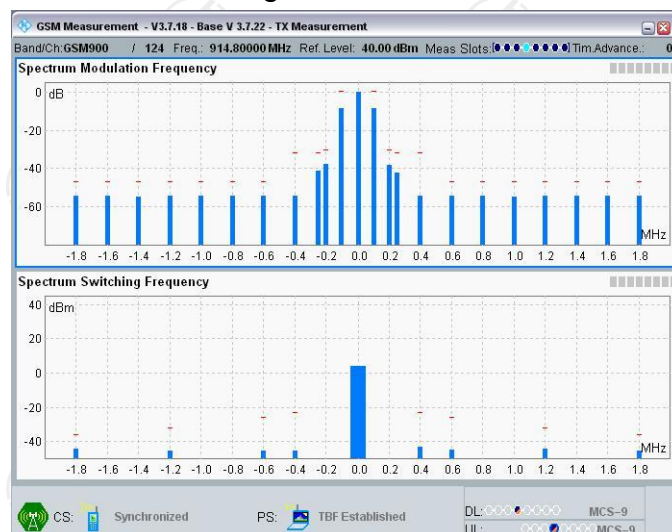 GSM Measurement - V3.7.18 - Base V 3.7.22 - TX Measurement
Band/Ch: GSM900 / 124 Freq.: 914.80000 MHz Ref. Level: 40.00 dBm Meas Slots: Tim.Advance.: 0
Spectrum Modulation Frequency
0 dB
-20
-40
-60
MHz
-1.8 -1.6 -1.4 -1.2 -1.0 -0.8 -0.6 -0.4 -0.2 0.0 0.2 0.4 0.6 0.8 1.0 1.2 1.4 1.6 1.8
Spectrum Switching Frequency
40 dBm
20
0
-20
-40
MHz
-1.8 -1.6 -1.4 -1.2 -1.0 -0.8 -0.6 -0.4 -0.2 0.0 0.2 0.4 0.6 0.8 1.0 1.2 1.4 1.6 1.8
CS: Synchronized PS: TBF Established DL: MCS-9
UL: MCS-9